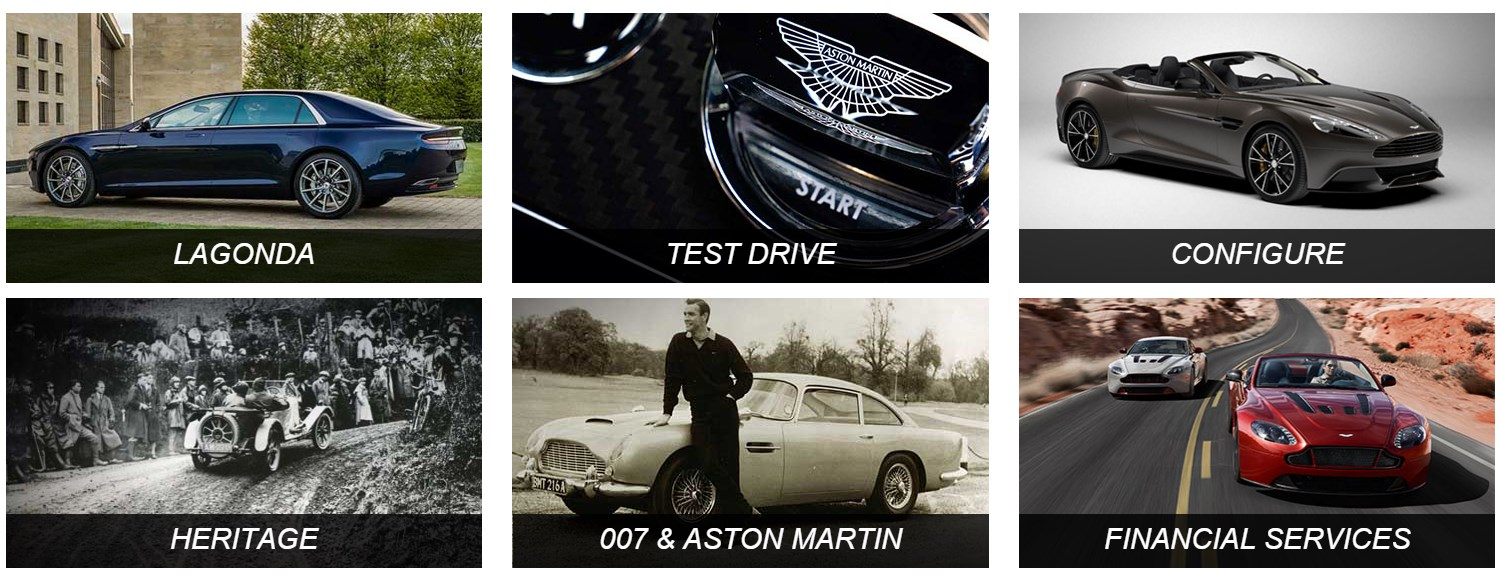 ASTON MARTIN
START
LAGONDA
TEST DRIVE
CONFIGURE
BMT 216A
HERITAGE
007 & ASTON MARTIN
FINANCIAL SERVICES